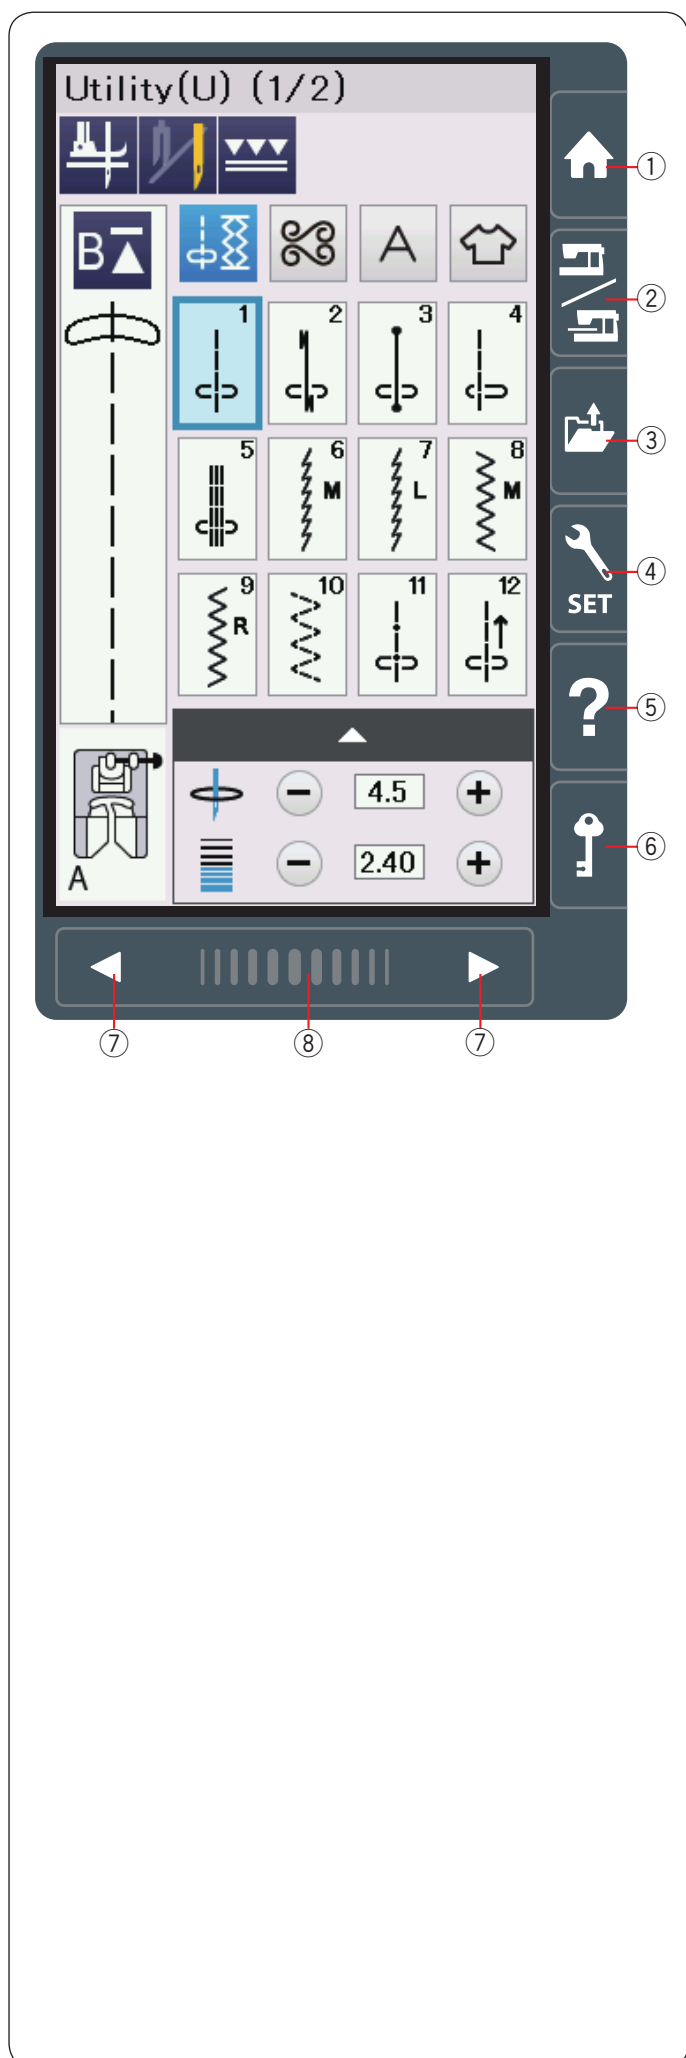 Utility(U) (1/2)
①
B A
②
1 2 3 4
③
5 6 M 7 L 8 M
④
SET
9 R 10 11 12
⑤
?
4.5
2.40
⑥
A
⑦ ⑧ ⑦